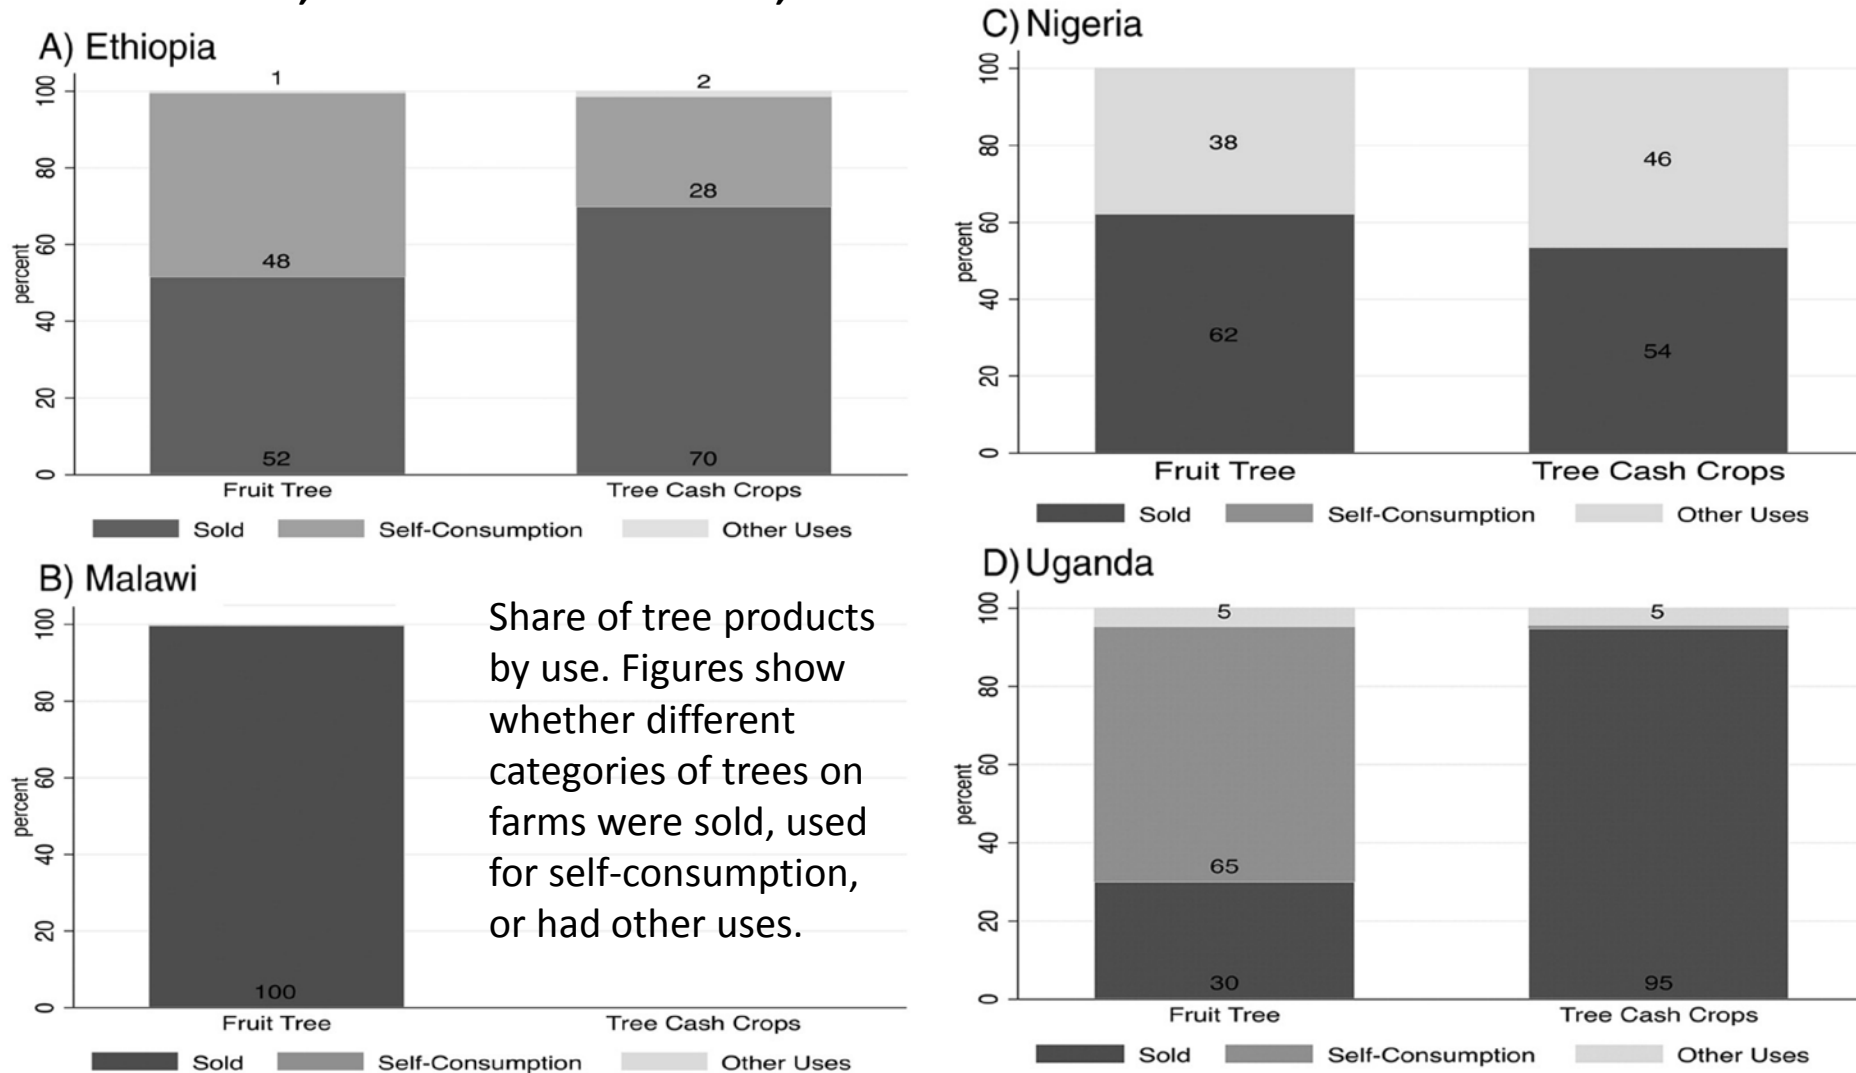 A) Ethiopia
1
2
100
80
60
40
20
0
percent
48
28
52
70
Fruit Tree
Tree Cash Crops
Sold
Self-Consumption
Other Uses
B) Malawi
100
80
60
40
20
0
percent
100
Fruit Tree
Tree Cash Crops
Sold
Self-Consumption
Other Uses
Share of tree products
by use. Figures show
whether different
categories of trees on
farms were sold, used
for self-consumption,
or had other uses.
C) Nigeria
100
80
60
40
20
0
percent
38
46
62
54
Fruit Tree
Tree Cash Crops
Sold
Self-Consumption
Other Uses
D) Uganda
100
80
60
40
20
0
percent
5
5
65
30
95
Fruit Tree
Tree Cash Crops
Sold
Self-Consumption
Other Uses